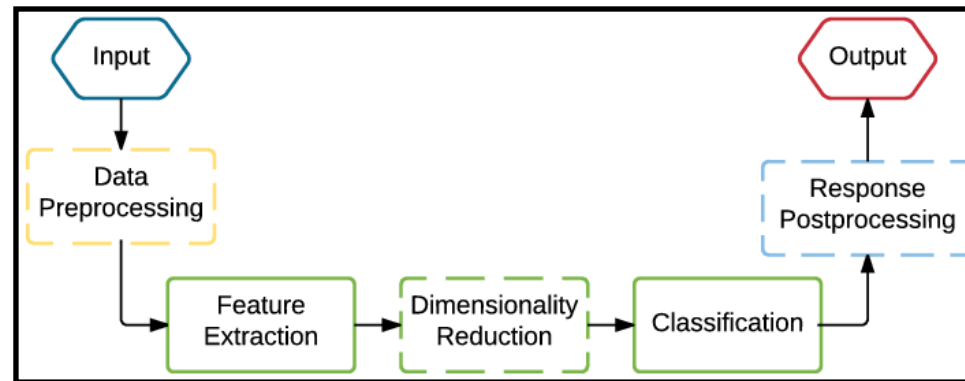 Input
Data
Preprocessing
Feature
Extraction
Dimensionality
Reduction
Classification
Response
Postprocessing
Output